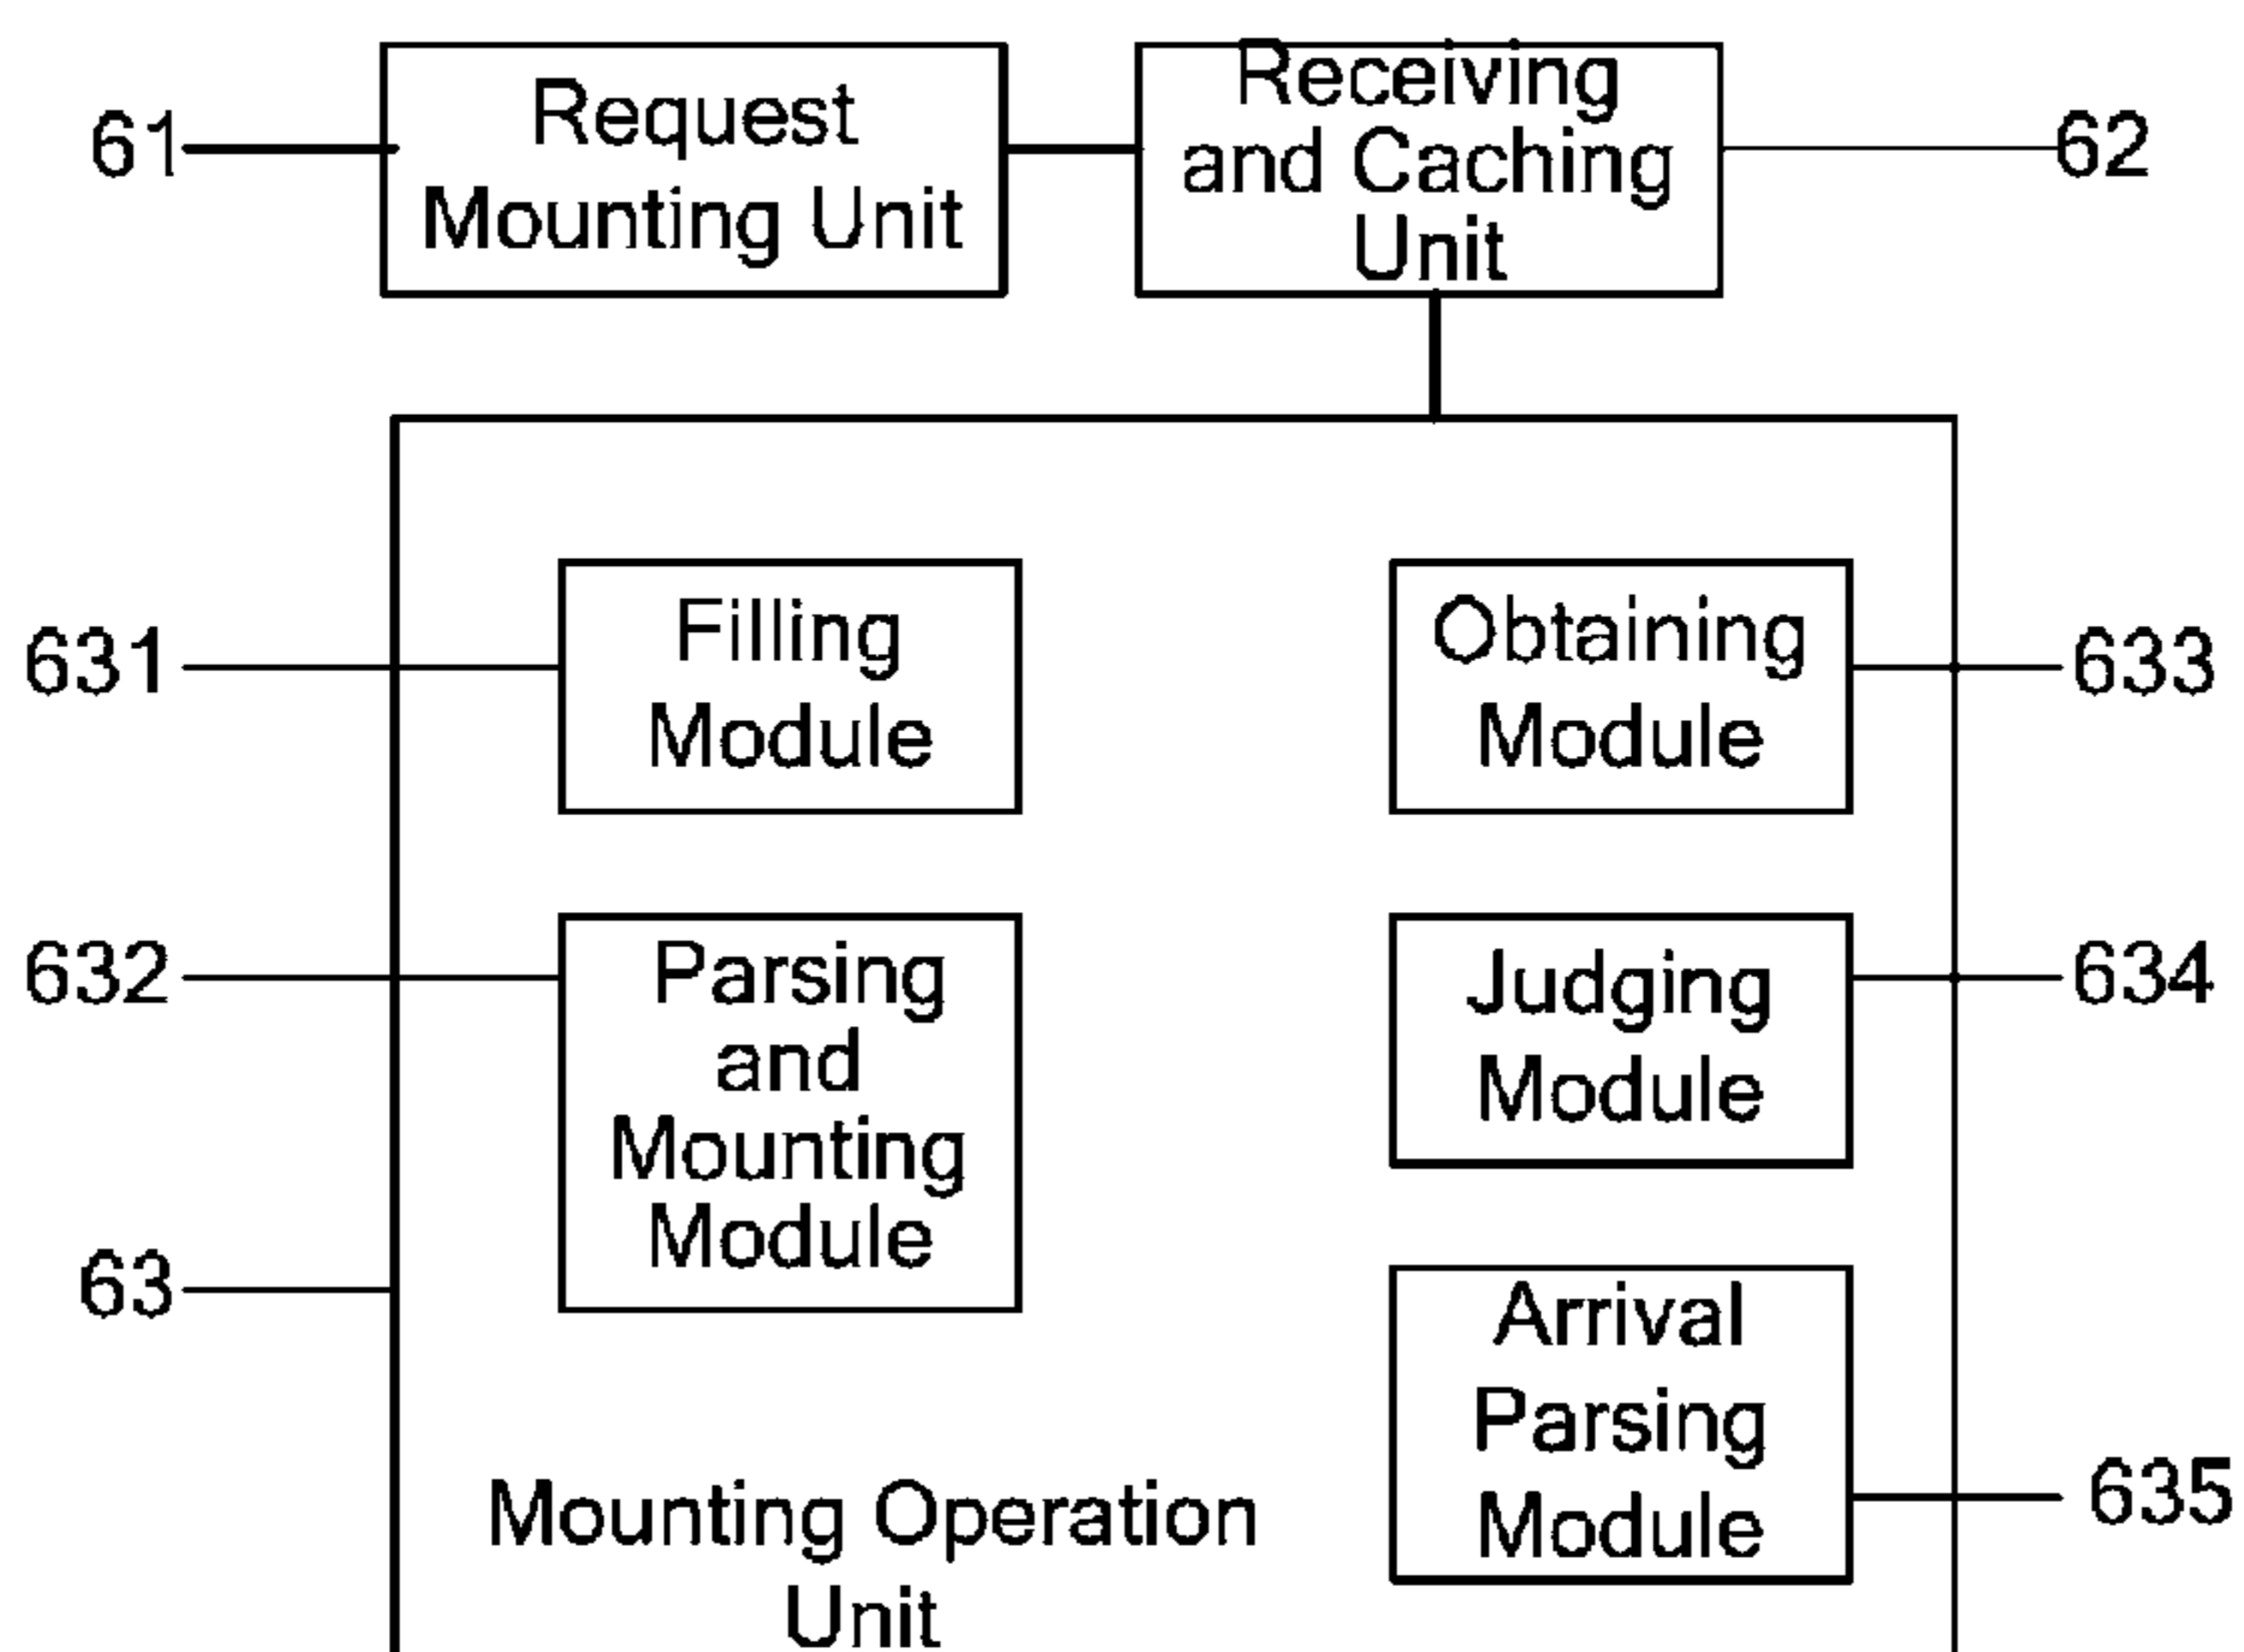 61
Request
Mounting Unit
Receiving
and Caching
Unit
62
631
Filling
Module
Obtaining
Module
633
632
Parsing
and
Mounting
Module
Judging
Module
634
63
Arrival
Parsing
Module
635
Mounting Operation
Unit